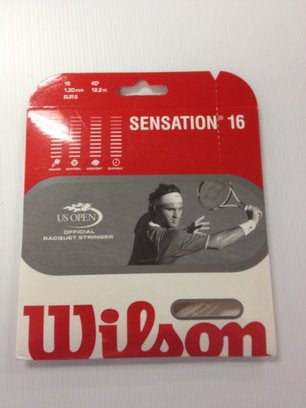 16 40'
1.30mm 12.2m
EUR 8
SENSATION® 16
POWER CONTROL COMFORT DURABLE
US OPEN
OFFICIAL
RACQUET STRINGER
Wilson